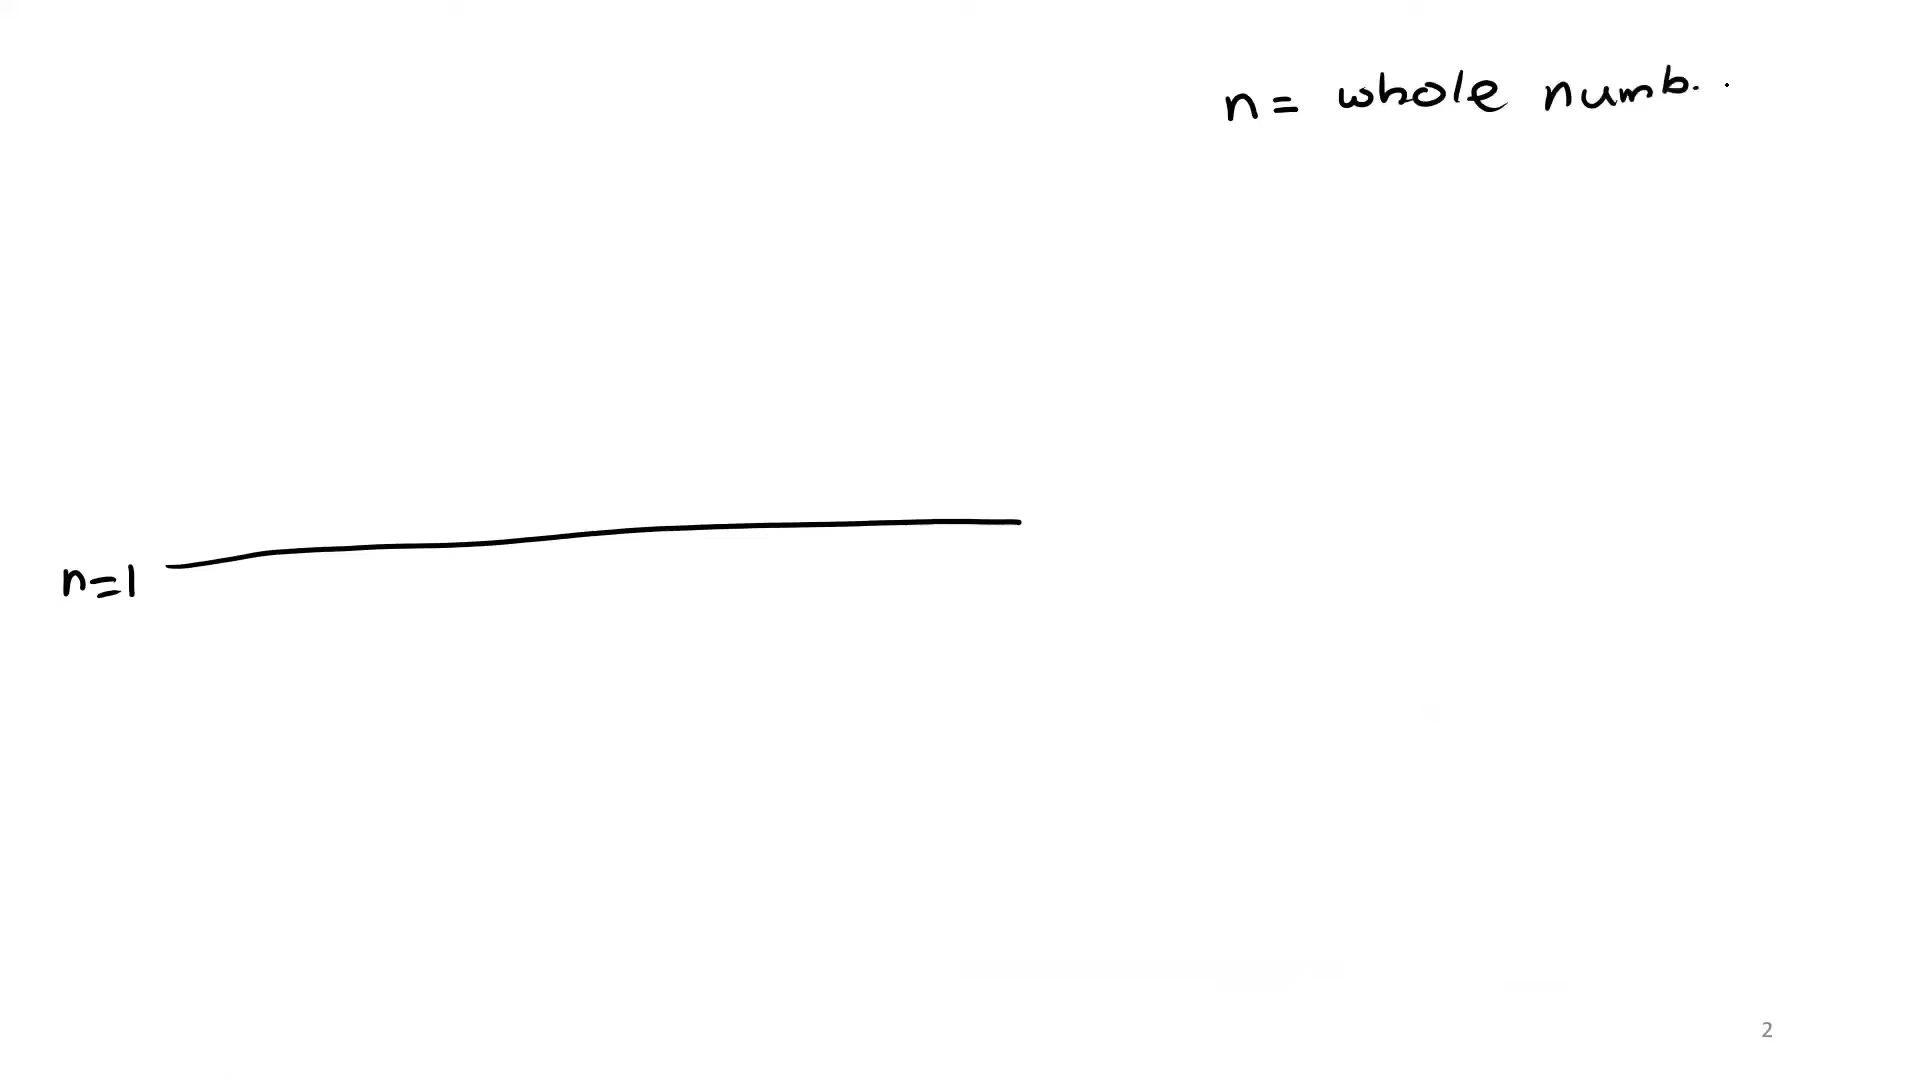 n = whole numb. .
n=1
2